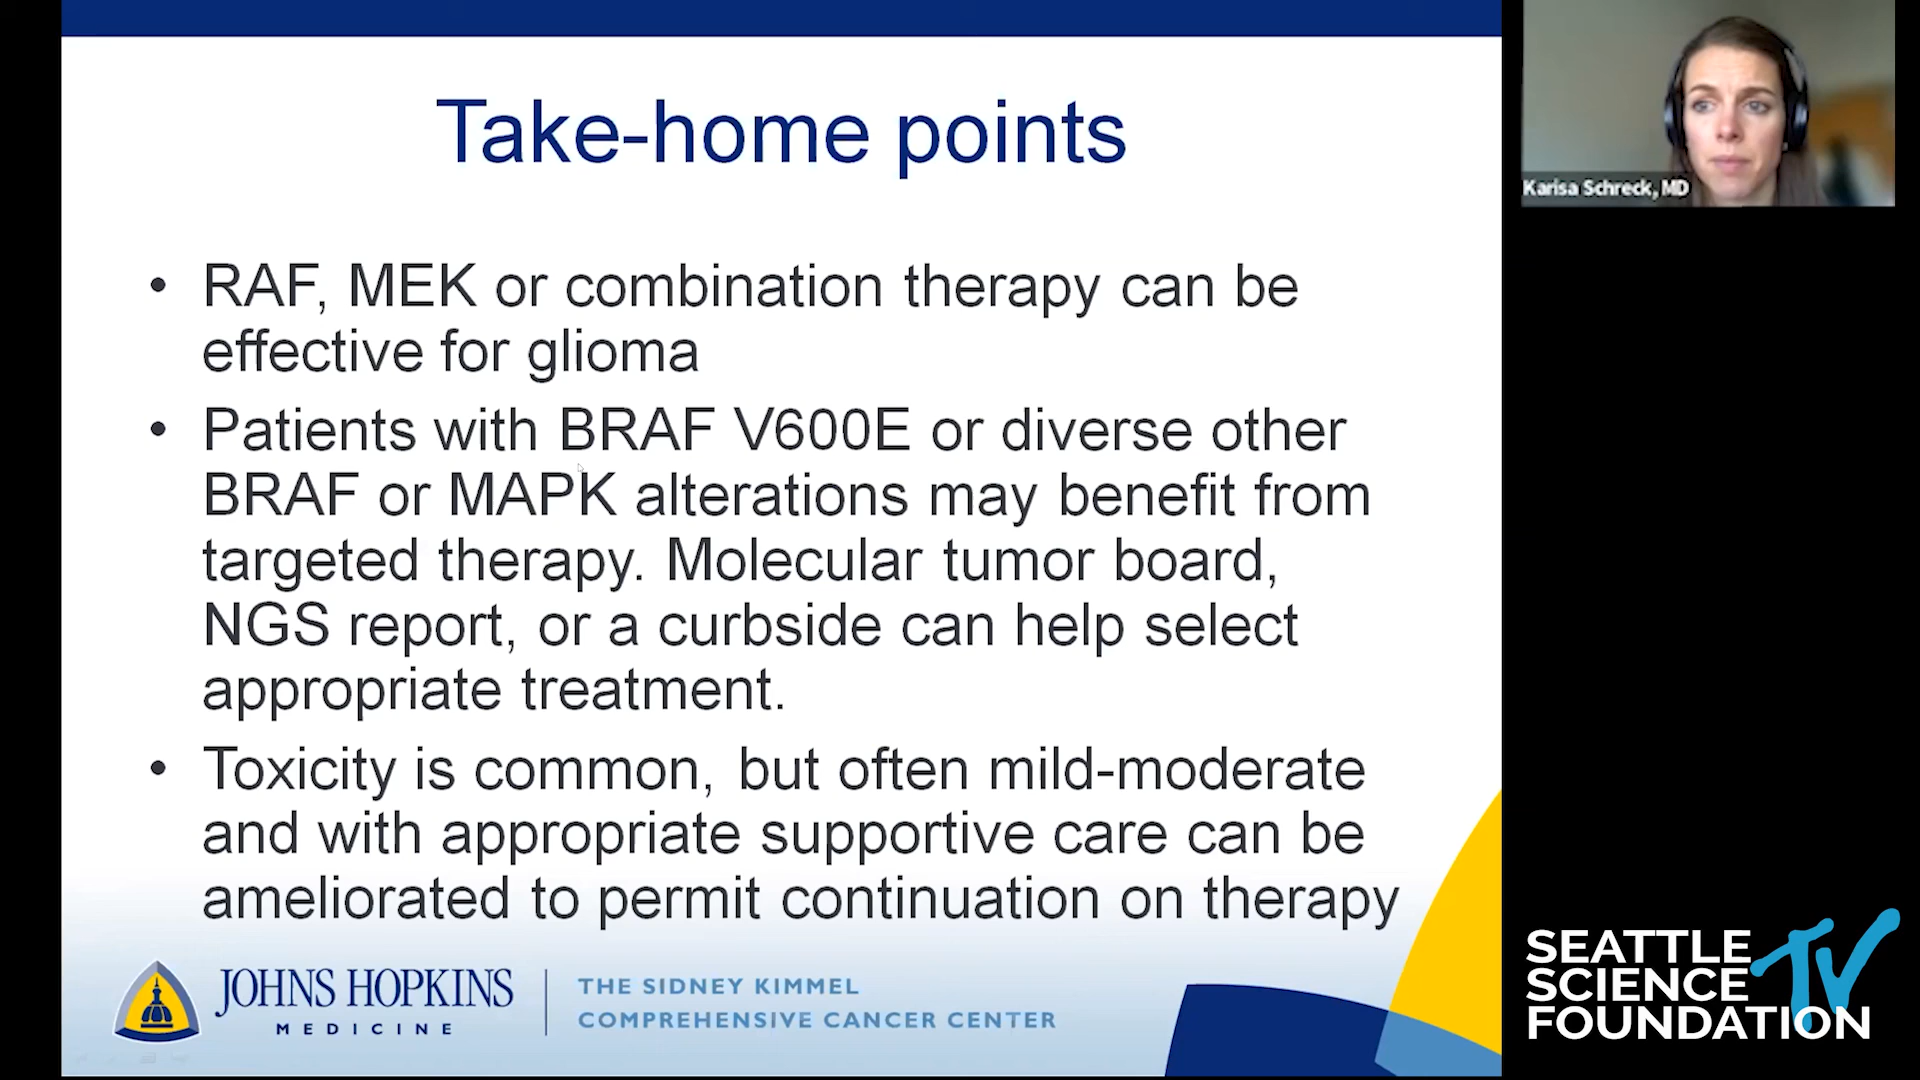 Take-home points
• RAF, MEK or combination therapy can be
effective for glioma
• Patients with BRAF V600E or diverse other
BRAF or MAPK alterations may benefit from
targeted therapy. Molecular tumor board,
NGS report, or a curbside can help select
appropriate treatment.
• Toxicity is common, but often mild-moderate
and with appropriate supportive care can be
ameliorated to permit continuation on therapy
JOHNS HOPKINS
MEDICINE
THE SIDNEY KIMMEL
COMPREHENSIVE CANCER CENTER
Karisa Schreck, MD
SEATTLE
SCIENCE
FOUNDATION
TV